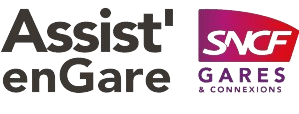 Assist'
enGare
SNCF
GARES
& CONNEXIONS